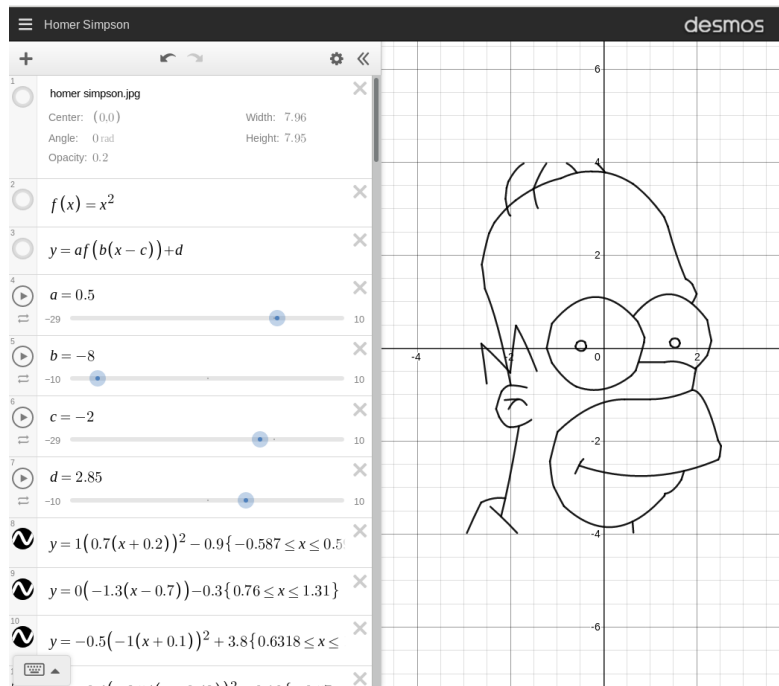 Homer Simpson
desmos
1
homer simpson.jpg
Center: (0,0) Width: 7.96
Angle: 0 rad Height: 7.95
Opacity: 0.2
2
f(x) = x²
3
y = af(b(x − c)) + d
4
a = 0.5
−29 10
5
b = −8
−10 10
6
c = −2
−29 10
7
d = 2.85
−10 10
8
y = 1(0.7(x + 0.2))² − 0.9{−0.587 ≤ x ≤ 0.5
9
y = 0(−1.3(x − 0.7)) − 0.3{0.76 ≤ x ≤ 1.31}
10
y = −0.5(−1(x + 0.1))² + 3.8{0.6318 ≤ x ≤
6
4
2
-4 -2 0 2
-2
-4
-6